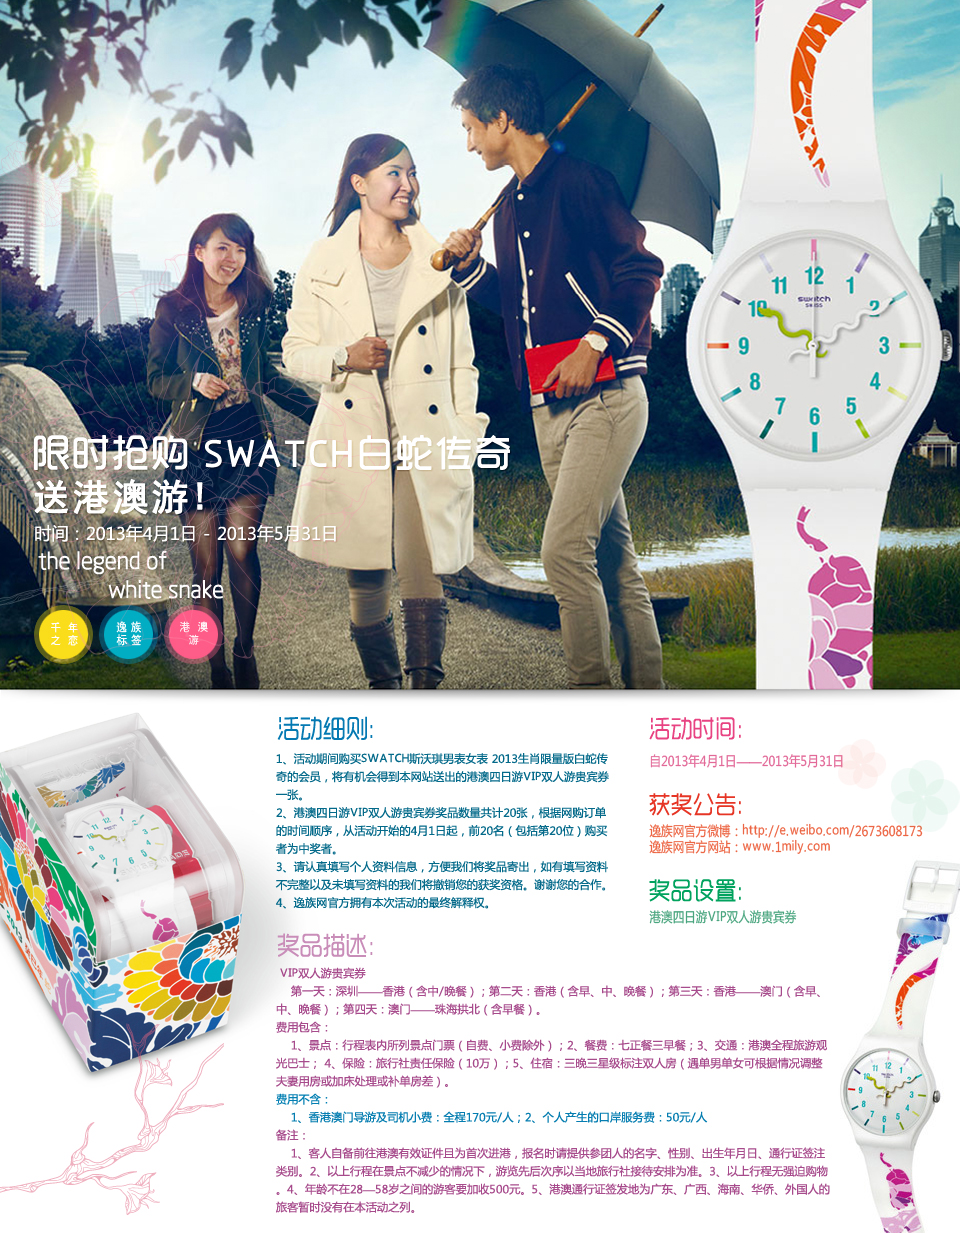 限时抢购 SWATCH白蛇传奇
送港澳游!
时间：2013年4月1日 - 2013年5月31日
the legend of
white snake
千年
之恋
逸族
标签
港澳
游
12
1
2
3
4
5
6
7
8
9
10
11
swatch
SWISS
活动细则:
1、活动期间购买SWATCH斯沃琪男表女表 2013生肖限量版白蛇传
奇的会员，将有机会得到本网站送出的港澳四日游VIP双人游贵宾券
一张。
2、港澳四日游VIP双人游贵宾券奖品数量共计20张，根据网购订单
的时间顺序，从活动开始的4月1日起，前20名（包括第20位）购买
者为中奖者。
3、请认真填写个人资料信息，方便我们将奖品寄出，如有填写资料
不完整以及未填写资料的我们将撤销您的获奖资格。谢谢您的合作。
4、逸族网官方拥有本次活动的最终解释权。
活动时间:
自2013年4月1日——2013年5月31日
获奖公告:
逸族网官方微博：http://e.weibo.com/2673608173
逸族网官方网站：www.1mily.com
奖品设置:
港澳四日游VIP双人游贵宾券
奖品描述:
VIP双人游贵宾券
第一天：深圳——香港（含中/晚餐）；第二天：香港（含早、中、晚餐）；第三天：香港——澳门（含早、
中、晚餐）；第四天：澳门——珠海拱北（含早餐）。
费用包含：
1、景点：行程表内所列景点门票（自费、小费除外）；2、餐费：七正餐三早餐；3、交通：港澳全程旅游观
光巴士； 4、保险：旅行社责任保险（10万）；5、住宿：三晚三星级标注双人房（遇单男单女可根据情况调整
夫妻用房或加床处理或补单房差）。
费用不含：
1、香港澳门导游及司机小费：全程170元/人；2、个人产生的口岸服务费：50元/人
备注：
1、客人自备前往港澳有效证件且为首次进港，报名时请提供参团人的名字、性别、出生年月日、通行证签注
类别。2、以上行程在景点不减少的情况下，游览先后次序以当地旅行社接待安排为准。3、以上行程无强迫购物
。4、年龄不在28—58岁之间的游客要加收500元。5、港澳通行证签发地为广东、广西、海南、华侨、外国人的
旅客暂时没有在本活动之列。